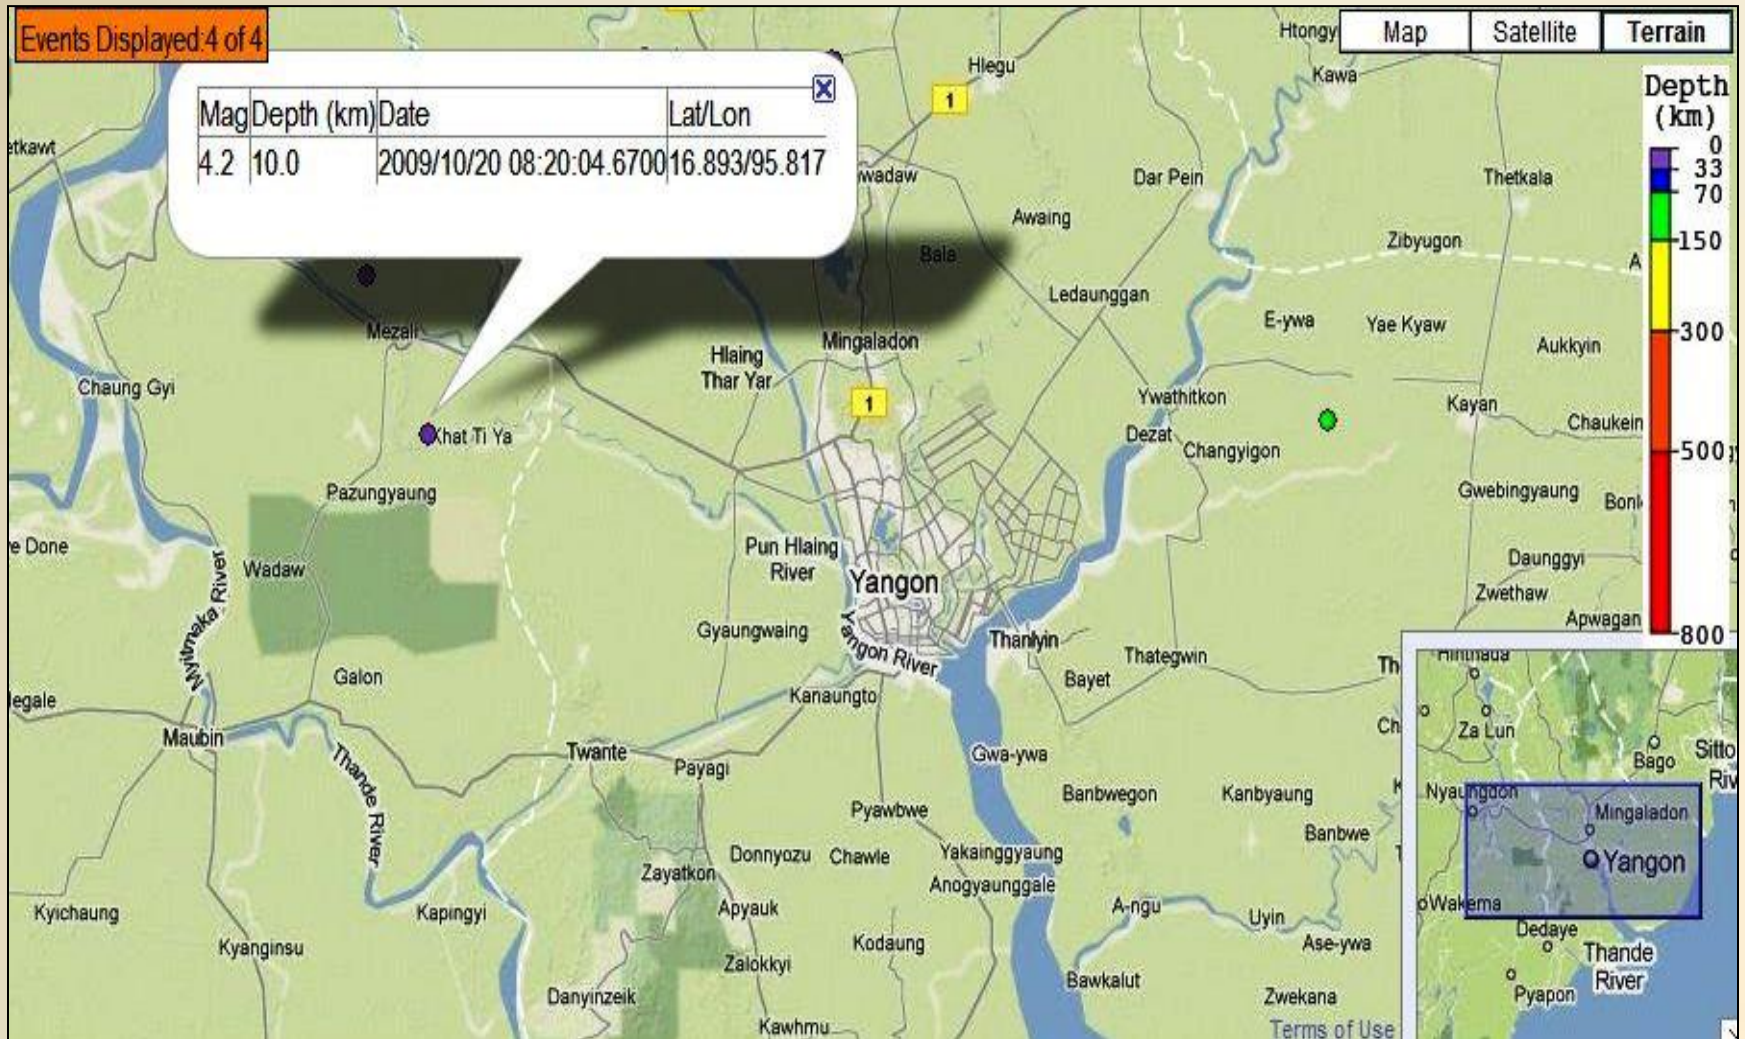 Events Displayed:4 of 4
Map
Satellite
Terrain
Mag Depth (km) Date Lat/Lon
4.2 10.0 2009/10/20 08:20:04.6700 16.893/95.817
Depth
(km)
0
33
70
150
300
500
800
Hlegu
1
Kawa
Dar Pein
Thetkala
Awaing
Zibyugon
Bala
Ledaunggan
E-ywa
Yae Kyaw
Mezali
Mingaladon
Aukkyin
Hlaing
Thar Yar
Chaung Gyi
1
Ywathitkon
Kayan
Chaukein
Khat Ti Ya
Dezat
Changyigon
Pazungyaung
Gwebingyaung
Pun Hlaing
River
Daunggyi
Wadaw
Yangon
Zwethaw
Myitmaka River
Gyaungwaing
Yangon River
Thanlyin
Apwagan
Thategwin
Galon
Bayet
Kanaungto
Maubin
Twante
Payagi
Gwa-ywa
Thande River
Pyawbwe
Banbwegon
Kanbyaung
Banbwe
Donnyozu
Chawle
Yakainggyaung
Zayatkon
Anogyaunggale
Kyichaung
Kapingyi
Apyauk
A-ngu
Uyin
Kyanginsu
Kodaung
Ase-ywa
Zalokkyi
Bawkalut
Danyinzeik
Zwekana
Kawhmu
Terms of Use
Za Lun
Bago
Nyaungdon
Mingaladon
Yangon
Wakema
Dedaye
Thande
River
Pyapon